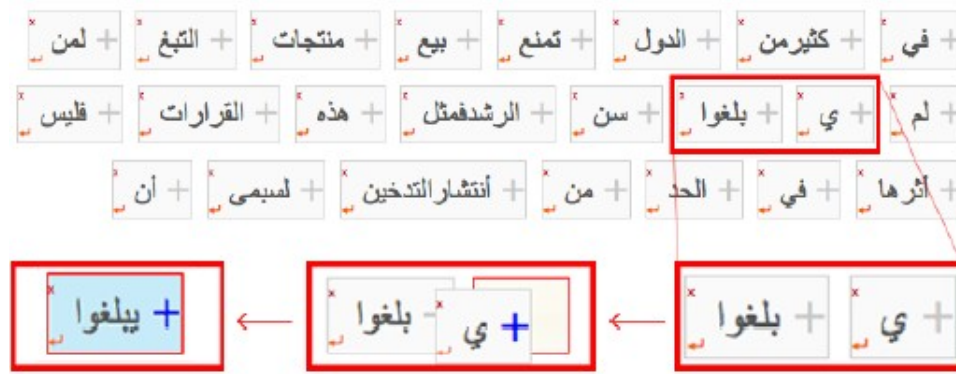 في كثيرمن الدول تمنع بيع منتجات التبغ لمن
لم ي بلغوا سن الرشدفمثل هذه القرارات فليس
أثرها في الحد من أنتشارالتدخين لسبمى أن
ي بلغوا ي بلغوا يبلغوا